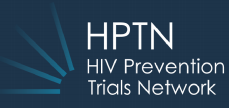 HPTN
HIV Prevention
Trials Network